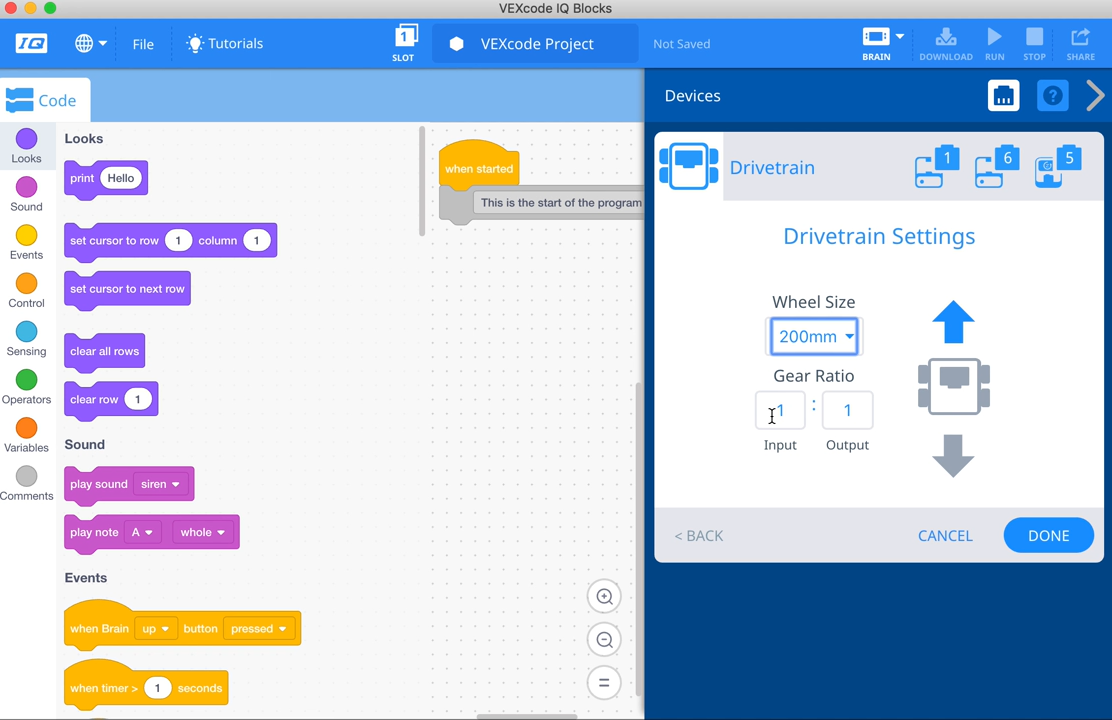 VEXcode IQ Blocks
IQ
File
Tutorials
1
SLOT
VEXcode Project
Not Saved
BRAIN
DOWNLOAD
RUN
STOP
SHARE
Code
Devices
?
Looks
Sound
Events
Control
Sensing
Operators
Variables
Comments
Looks
print Hello
set cursor to row 1 column 1
set cursor to next row
clear all rows
clear row 1
Sound
play sound siren
play note A whole
Events
when Brain up button pressed
when timer > 1 seconds
when started
This is the start of the program
Drivetrain
1
6
5
Drivetrain Settings
Wheel Size
200mm
Gear Ratio
1 : 1
Input Output
< BACK
CANCEL
DONE